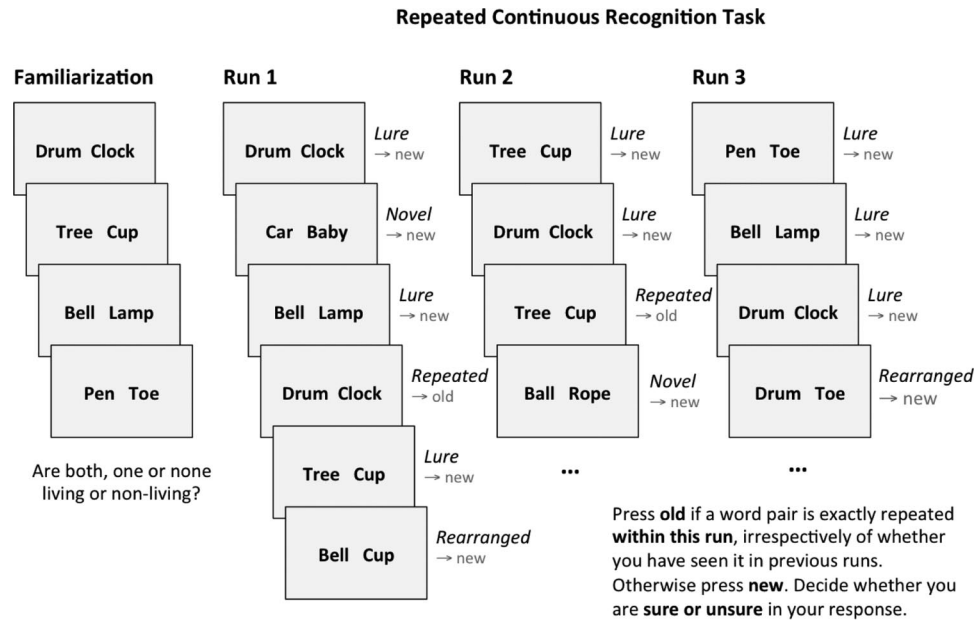 Repeated Continuous Recognition Task
Familiarization
Drum Clock
Tree Cup
Bell Lamp
Pen Toe
Are both, one or none
living or non-living?
Run 1
Drum Clock
Lure
→ new
Car Baby
Novel
→ new
Bell Lamp
Lure
→ new
Drum Clock
Repeated
→ old
Tree Cup
Lure
→ new
Bell Cup
Rearranged
→ new
Run 2
Tree Cup
Lure
→ new
Drum Clock
Lure
→ new
Tree Cup
Repeated
→ old
Ball Rope
Novel
→ new
...
Run 3
Pen Toe
Lure
→ new
Bell Lamp
Lure
→ new
Drum Clock
Lure
→ new
Drum Toe
Rearranged
→ new
...
Press old if a word pair is exactly repeated
within this run, irrespectively of whether
you have seen it in previous runs.
Otherwise press new. Decide whether you
are sure or unsure in your response.